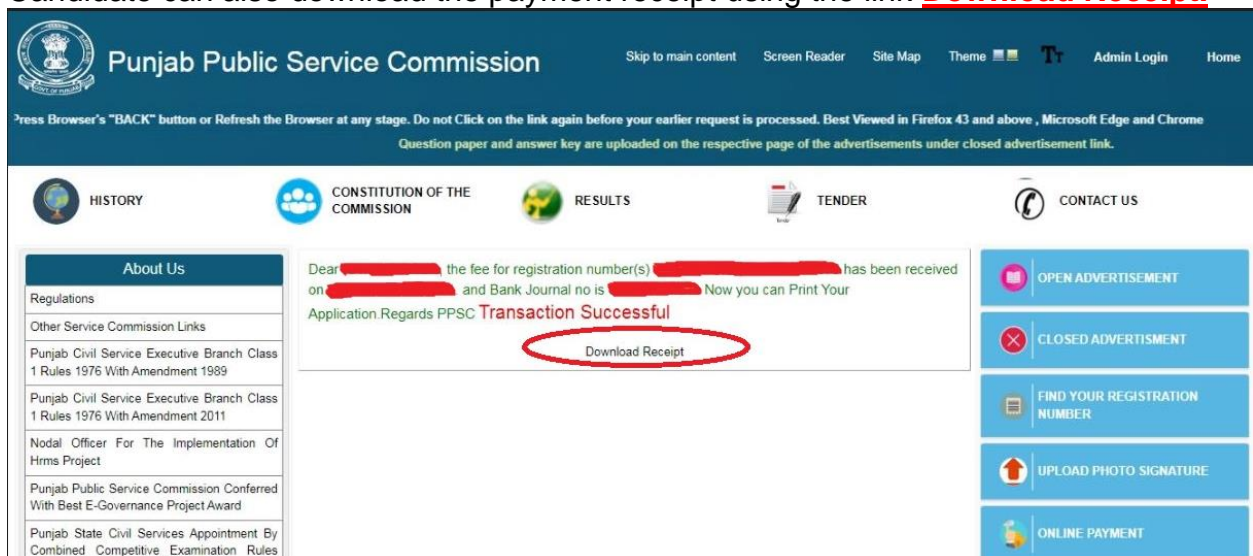 Candidate can also download the payment receipt using the link Download Receipt.
Punjab Public Service Commission
Skip to main content Screen Reader Site Map Theme TT Admin Login Home
Press Browser's "BACK" button or Refresh the Browser at any stage. Do not Click on the link again before your earlier request is processed. Best Viewed in Firefox 43 and above , Microsoft Edge and Chrome
Question paper and answer key are uploaded on the respective page of the advertisements under closed advertisement link.
HISTORY
CONSTITUTION OF THE
COMMISSION
RESULTS
TENDER
CONTACT US
About Us
Regulations
Other Service Commission Links
Punjab Civil Service Executive Branch Class
1 Rules 1976 With Amendment 1989
Punjab Civil Service Executive Branch Class
1 Rules 1976 With Amendment 2011
Nodal Officer For The Implementation Of
Hrms Project
Punjab Public Service Commission Conferred
With Best E-Governance Project Award
Punjab State Civil Services Appointment By
Combined Competitive Examination Rules
Dear the fee for registration number(s) has been received
on and Bank Journal no is Now you can Print Your
Application.Regards PPSC Transaction Successful
Download Receipt
OPEN ADVERTISEMENT
CLOSED ADVERTISMENT
FIND YOUR REGISTRATION
NUMBER
UPLOAD PHOTO SIGNATURE
ONLINE PAYMENT